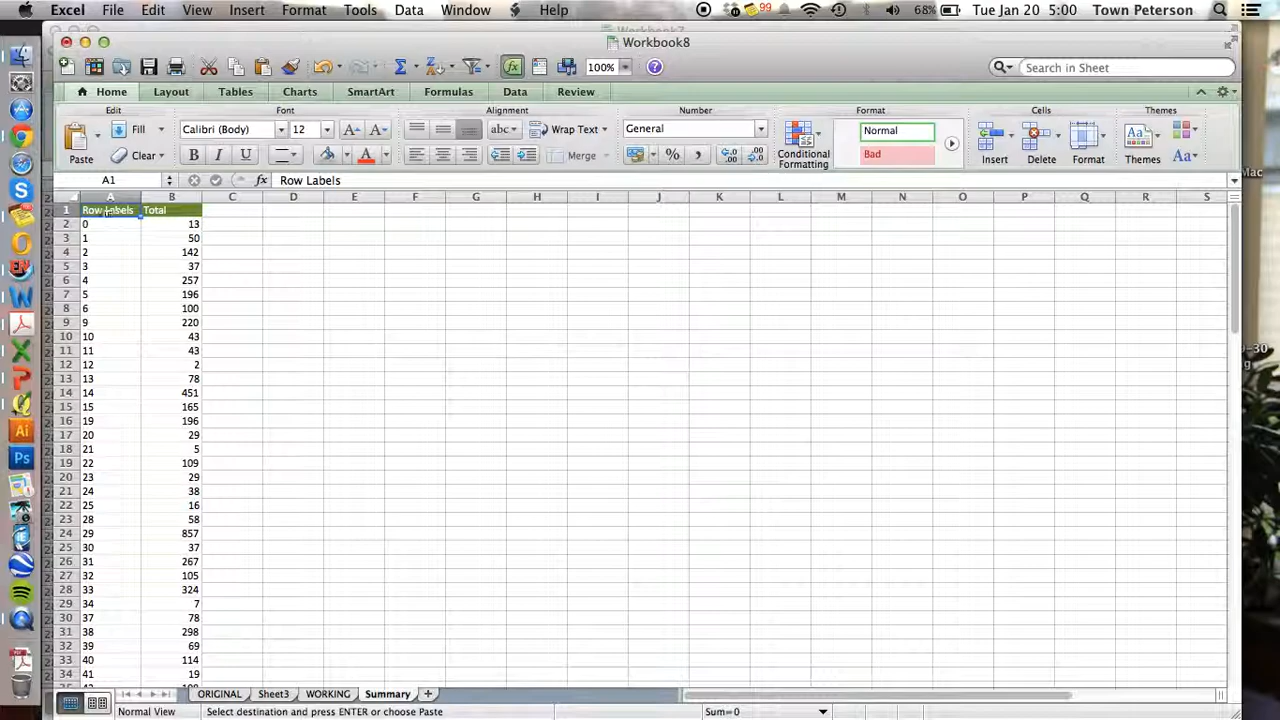 Excel File Edit View Insert Format Tools Data Window Help 99 68% Tue Jan 20 5:00 Town Peterson
Workbook8
100% Search in Sheet
Home Layout Tables Charts SmartArt Formulas Data Review
Edit Font Alignment Number Format Cells Themes
Paste Fill Calibri (Body) 12 A A abc Wrap Text General Conditional Formatting Normal Insert Delete Format Themes Aa
Clear B I U A Merge % Bad
A1 fx Row Labels
A B C D E F G H I J K L M N O P Q R S
1 Row Labels Total
2 0 13
3 1 50
4 2 142
5 3 37
6 4 257
7 5 196
8 6 100
9 9 220
10 10 43
11 11 43
12 12 2
13 13 78
14 14 451
15 15 165
16 19 196
17 20 29
18 21 5
19 22 109
20 23 29
21 24 38
22 25 16
23 28 58
24 29 857
25 30 37
26 31 267
27 32 105
28 33 324
29 34 7
30 37 78
31 38 298
32 39 69
33 40 114
34 41 19
ORIGINAL Sheet3 WORKING Summary
Normal View Select destination and press ENTER or choose Paste Sum=0